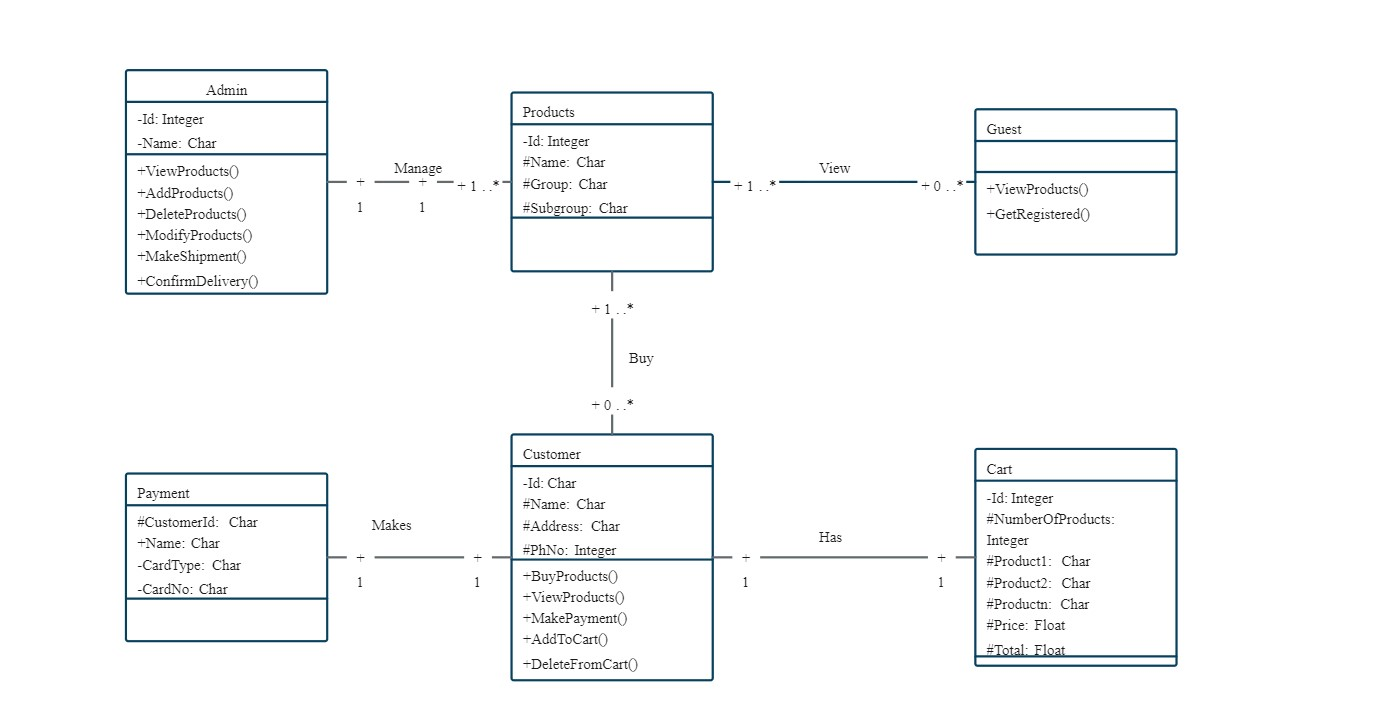 Admin
-Id: Integer
-Name: Char
+ViewProducts()
+AddProducts()
+DeleteProducts()
+ModifyProducts()
+MakeShipment()
+ConfirmDelivery()
Manage
+
1
+
1
+ 1 . .*
Products
-Id: Integer
#Name: Char
#Group: Char
#Subgroup: Char
+ 1 . .*
View
+ 0 . .*
Guest
+ViewProducts()
+GetRegistered()
+ 1 . .*
Buy
+ 0 . .*
Payment
#CustomerId: Char
+Name: Char
-CardType: Char
-CardNo: Char
Makes
+
1
+
1
Customer
-Id: Char
#Name: Char
#Address: Char
#PhNo: Integer
+BuyProducts()
+ViewProducts()
+MakePayment()
+AddToCart()
+DeleteFromCart()
Has
+
1
+
1
Cart
-Id: Integer
#NumberOfProducts:
Integer
#Product1: Char
#Product2: Char
#Productn: Char
#Price: Float
#Total: Float